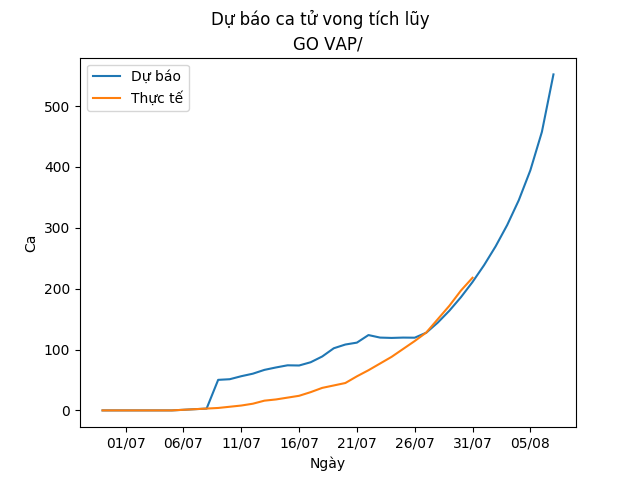 Dự báo ca tử vong tích lũy
GO VAP/
Dự báo
Thực tế
Ca
500
400
300
200
100
0
01/07 06/07 11/07 16/07 21/07 26/07 31/07 05/08
Ngày